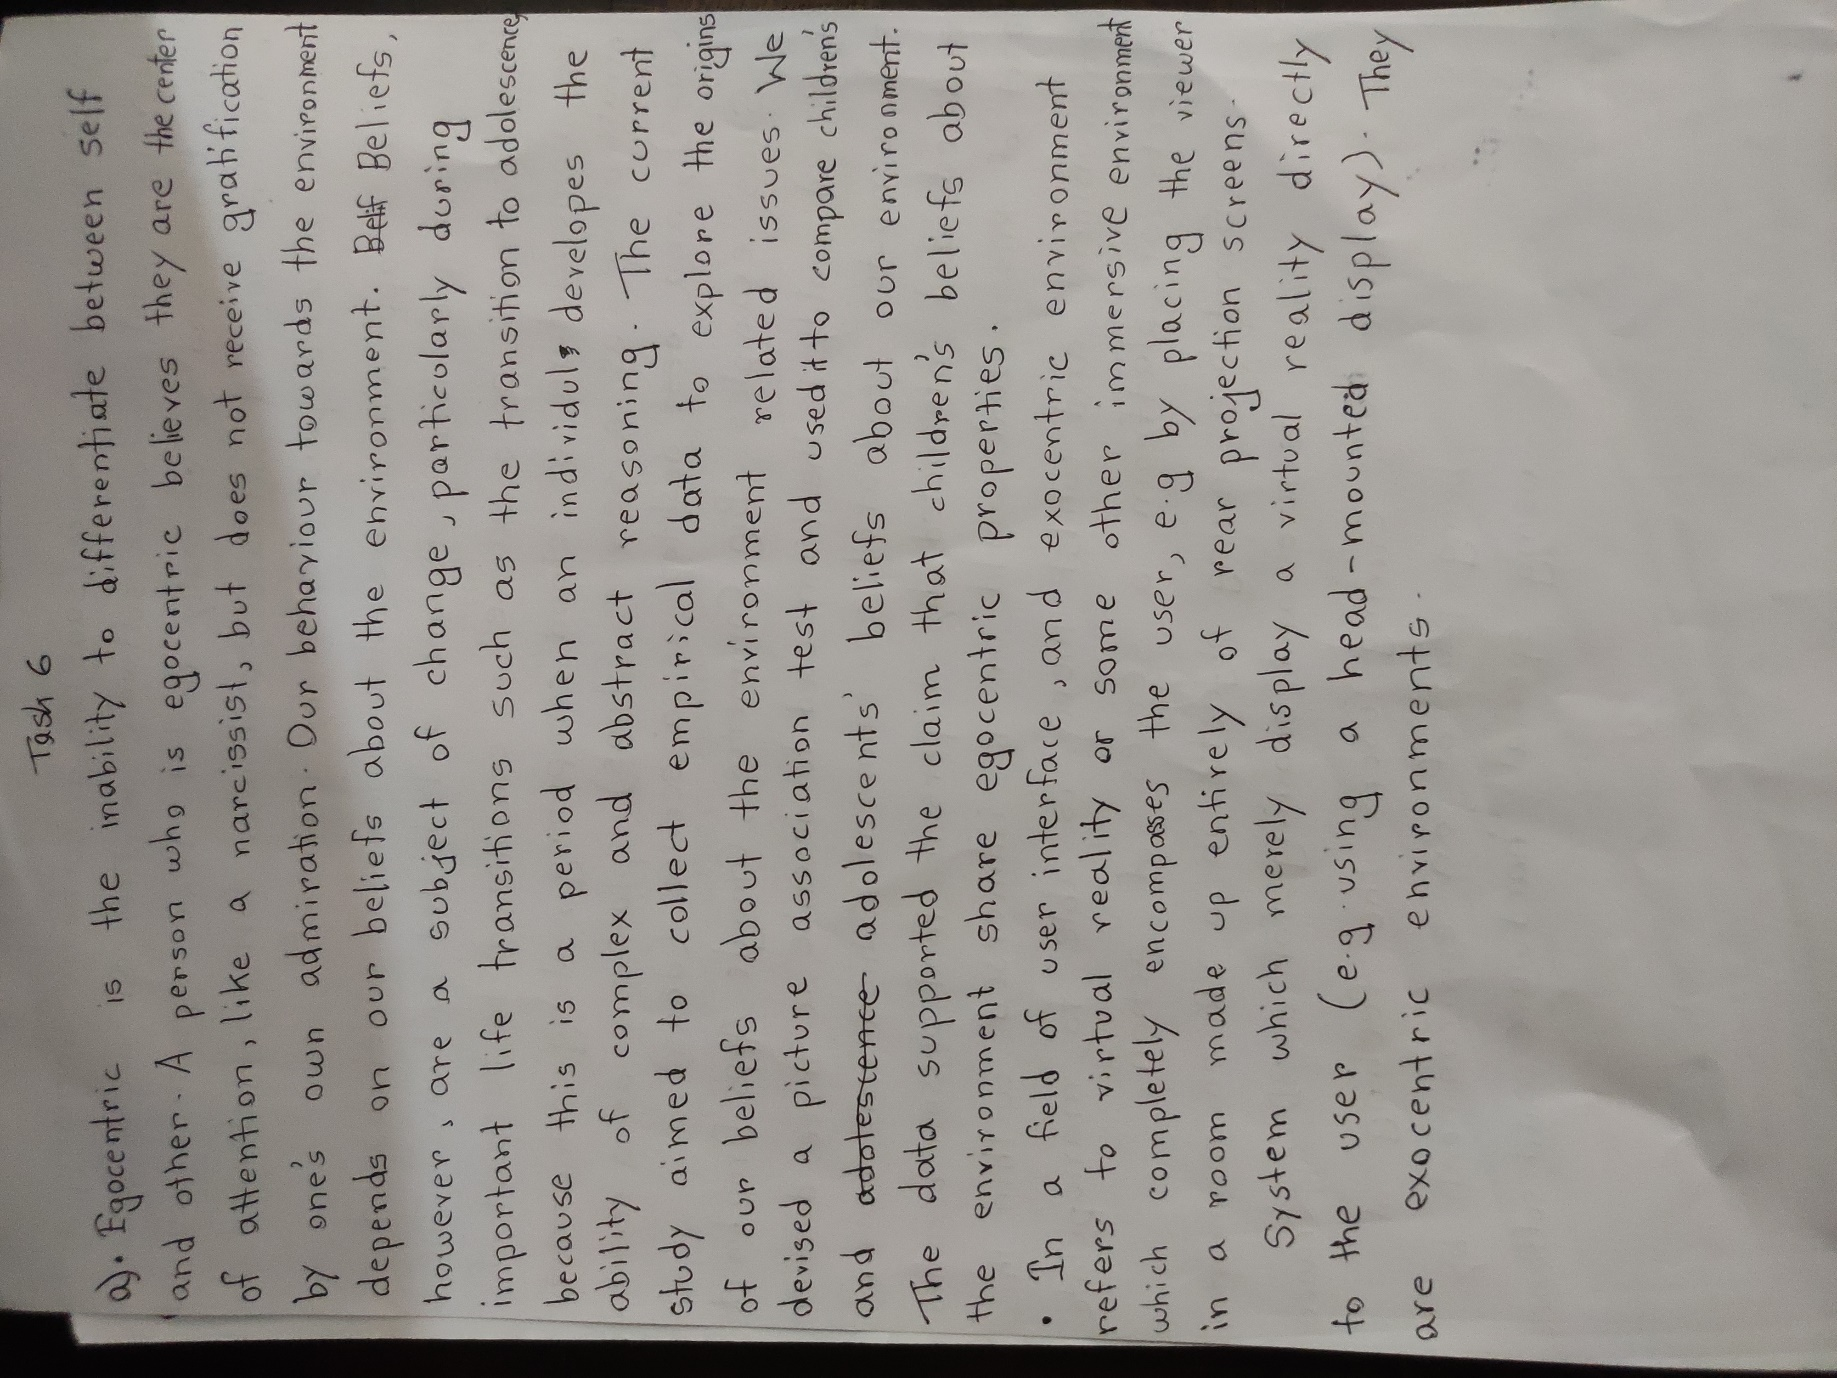 Task 6
a). Egocentric is the inability to differentiate between self
and other. A person who is egocentric believes they are the center
of attention, like a narcissist, but does not receive gratification
by one's own admiration. Our behaviour towards the environment
depends on our beliefs about the environment. Belif Beliefs,
however, are a subject of change, particolarly during
important life transitions such as the transition to adolescence,
because this is a period when an individul, developes the
ability of complex and abstract reasoning. The current
study aimed to collect empirical data to explore the origins
of our beliefs about the environment related issues. We
devised a picture association test and used it to compare children's
and adolescence adolescents' beliefs about our environment.
The data supported the claim that children's beliefs about
the environment share egocentric properties.
• In a field of user interface, and exocentric environment
refers to virtual reality or some other immersive environment
which completely encompasses the user, e.g by placing the viewer
in a room made up entirely of rear projection screens.
System which merely display a virtual reality directly
to the user (e.g. using a head-mounted display). They
are exocentric environments.